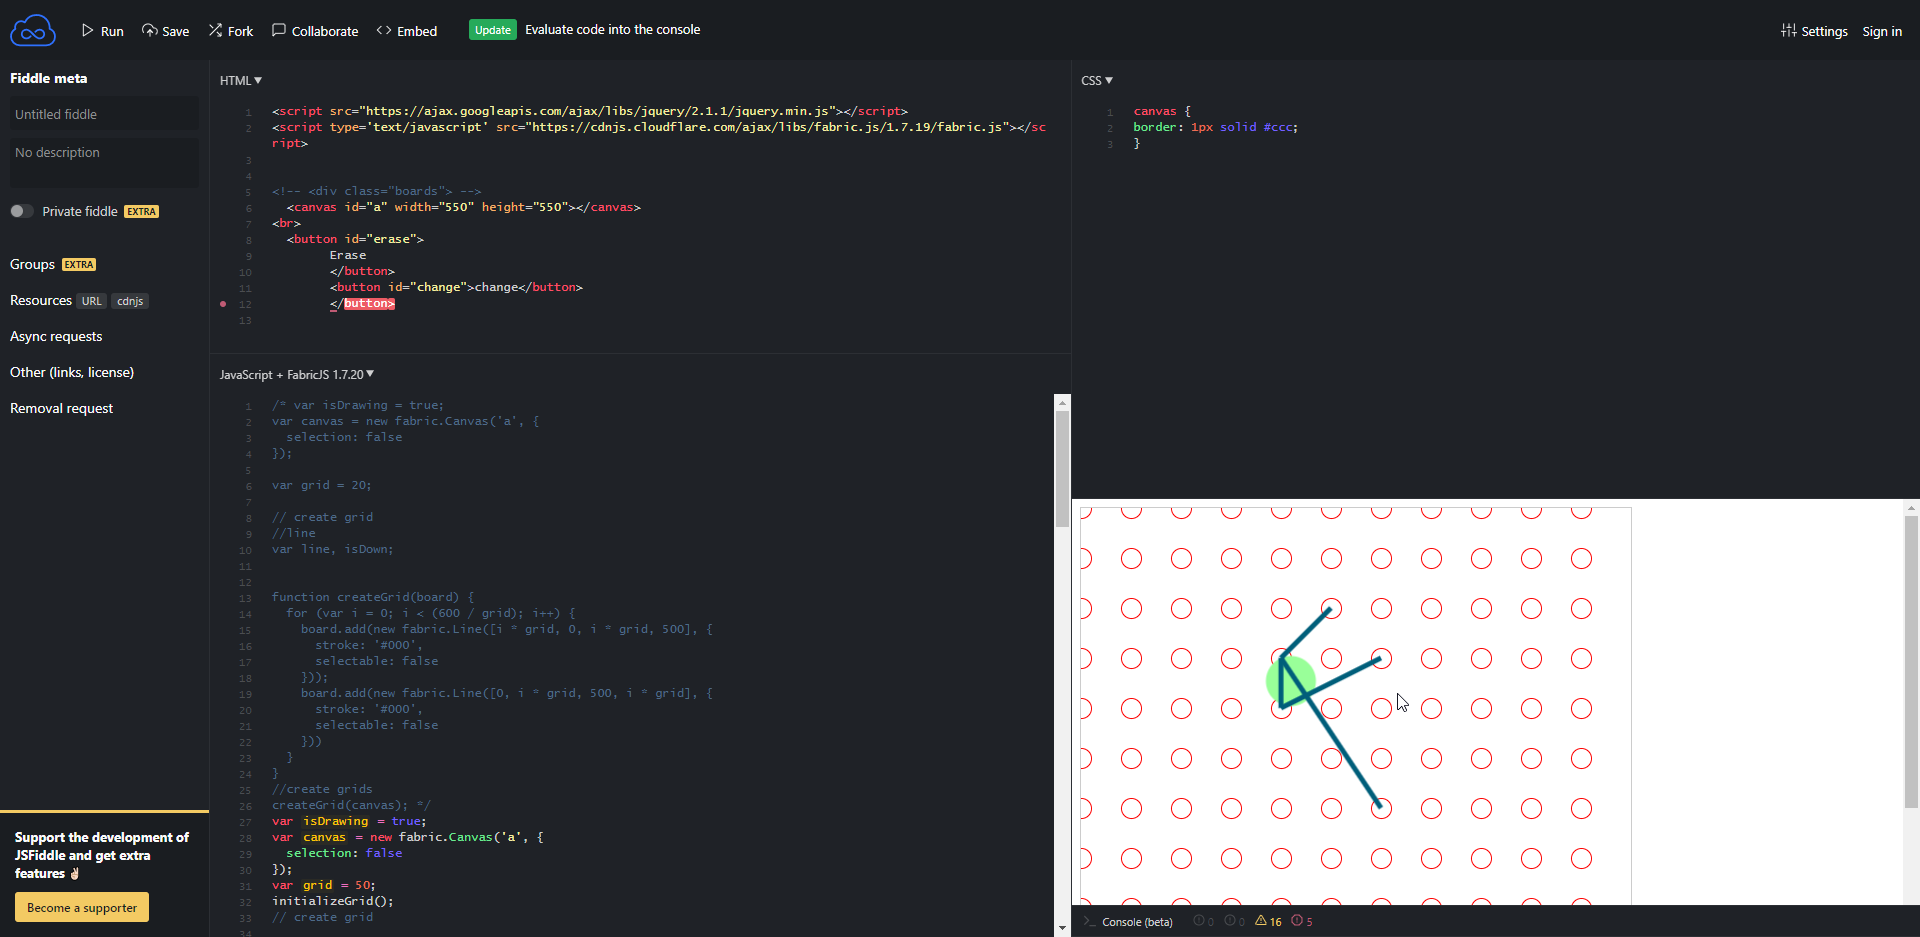 Run Save Fork Collaborate Embed Update Evaluate code into the console Settings Sign in
Fiddle meta
Untitled fiddle
No description
Private fiddle EXTRA
Groups EXTRA
Resources URL cdnjs
Async requests
Other (links, license)
Removal request
Support the development of
JSFiddle and get extra
features ✌🏻
Become a supporter
HTML ▼
1 <script src="https://ajax.googleapis.com/ajax/libs/jquery/2.1.1/jquery.min.js"></script>
2 <script type='text/javascript' src="https://cdnjs.cloudflare.com/ajax/libs/fabric.js/1.7.19/fabric.js"></sc
ript>
3
4
5 <!-- <div class="boards"> -->
6 <canvas id="a" width="550" height="550"></canvas>
7 <br>
8 <button id="erase">
9 Erase
10 </button>
11 <button id="change">change</button>
12 </button>
13
JavaScript + FabricJS 1.7.20 ▼
1 /* var isDrawing = true;
2 var canvas = new fabric.Canvas('a', {
3 selection: false
4 });
5
6 var grid = 20;
7
8 // create grid
9 //line
10 var line, isDown;
11
12
13 function createGrid(board) {
14 for (var i = 0; i < (600 / grid); i++) {
15 board.add(new fabric.Line([i * grid, 0, i * grid, 500], {
16 stroke: '#000',
17 selectable: false
18 }));
19 board.add(new fabric.Line([0, i * grid, 500, i * grid], {
20 stroke: '#000',
21 selectable: false
22 }))
23 }
24 }
25 //create grids
26 createGrid(canvas); */
27 var isDrawing = true;
28 var canvas = new fabric.Canvas('a', {
29 selection: false
30 });
31 var grid = 50;
32 initializeGrid();
33 // create grid
34
CSS ▼
1 canvas {
2 border: 1px solid #ccc;
3 }
>_ Console (beta) 0 0 16 5